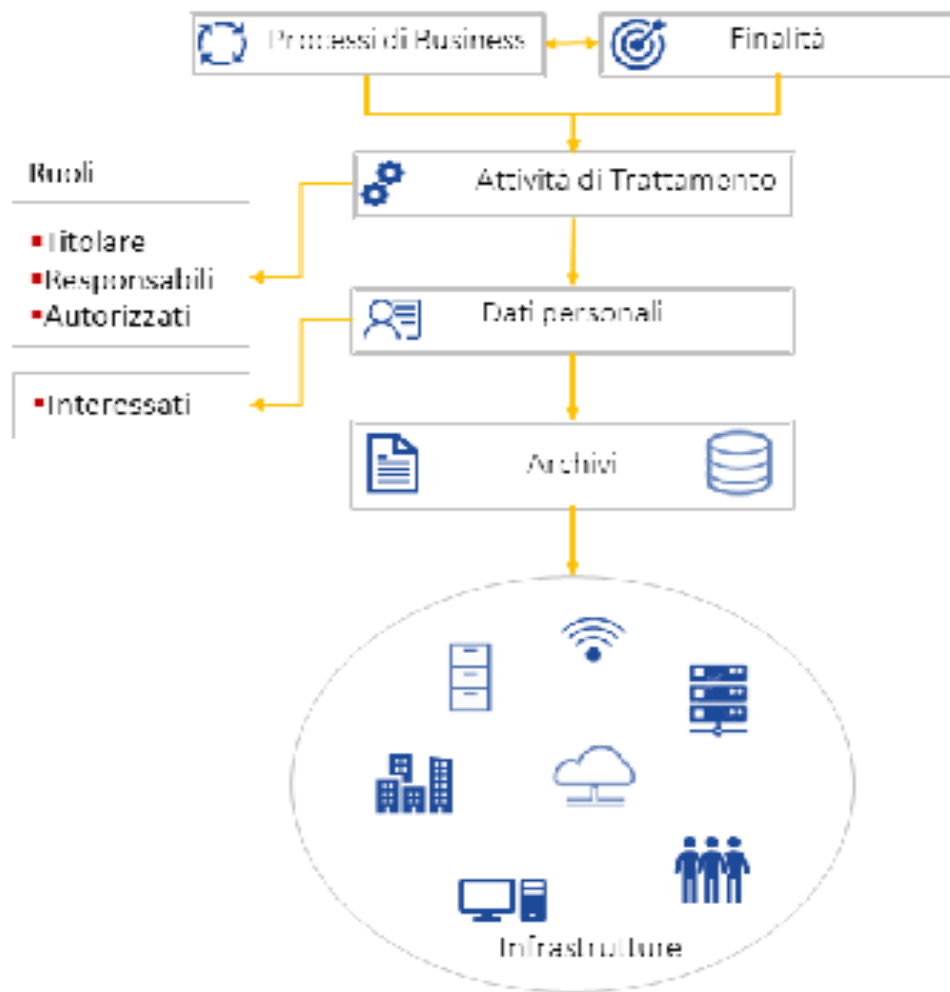 Processi di Business
Finalità
Attività di Trattamento
Ruoli
Titolare
Responsabili
Autorizzati
Dati personali
Interessati
Archivi
Infrastrutture